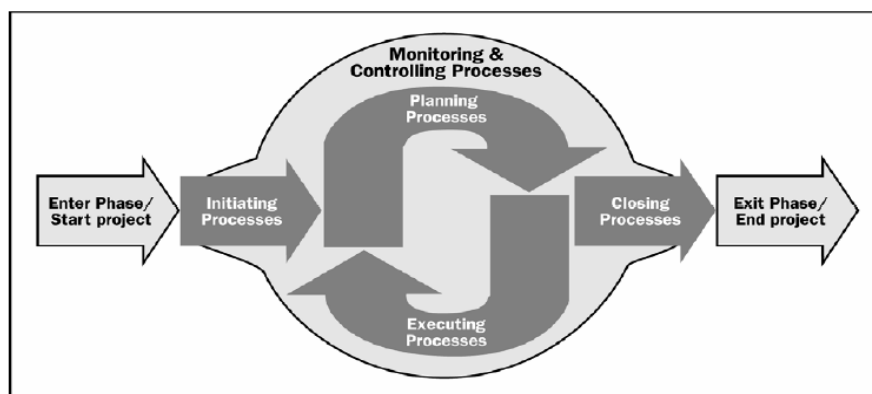 Monitoring &
Controlling Processes
Planning
Processes
Enter Phase/
Start project
Initiating
Processes
Closing
Processes
Exit Phase/
End project
Executing
Processes